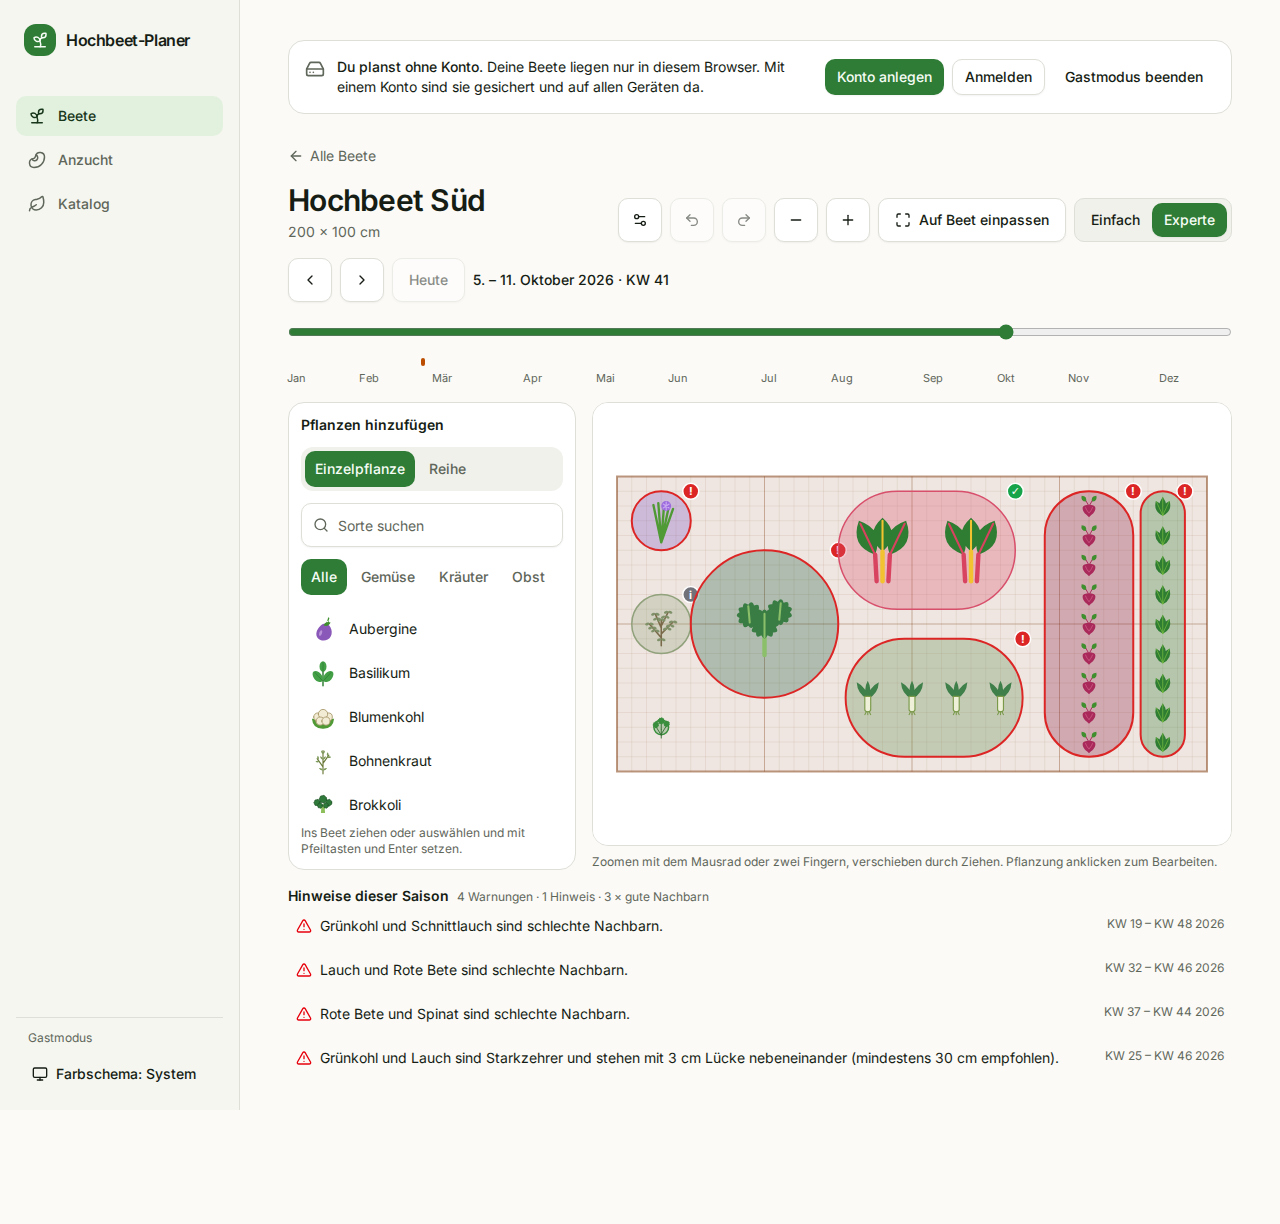 Hochbeet-Planer
Beete
Anzucht
Katalog
Gastmodus
Farbschema: System
Du planst ohne Konto. Deine Beete liegen nur in diesem Browser. Mit
einem Konto sind sie gesichert und auf allen Geräten da.
Konto anlegen
Anmelden
Gastmodus beenden
Alle Beete
Hochbeet Süd
200 × 100 cm
Auf Beet einpassen
Einfach
Experte
Heute
5. – 11. Oktober 2026 · KW 41
Jan Feb Mär Apr Mai Jun Jul Aug Sep Okt Nov Dez
Pflanzen hinzufügen
Einzelpflanze
Reihe
Sorte suchen
Alle
Gemüse
Kräuter
Obst
Aubergine
Basilikum
Blumenkohl
Bohnenkraut
Brokkoli
Ins Beet ziehen oder auswählen und mit
Pfeiltasten und Enter setzen.
Zoomen mit dem Mausrad oder zwei Fingern, verschieben durch Ziehen. Pflanzung anklicken zum Bearbeiten.
Hinweise dieser Saison 4 Warnungen · 1 Hinweis · 3 × gute Nachbarn
Grünkohl und Schnittlauch sind schlechte Nachbarn. KW 19 – KW 48 2026
Lauch und Rote Bete sind schlechte Nachbarn. KW 32 – KW 46 2026
Rote Bete und Spinat sind schlechte Nachbarn. KW 37 – KW 44 2026
Grünkohl und Lauch sind Starkzehrer und stehen mit 3 cm Lücke nebeneinander (mindestens 30 cm empfohlen). KW 25 – KW 46 2026